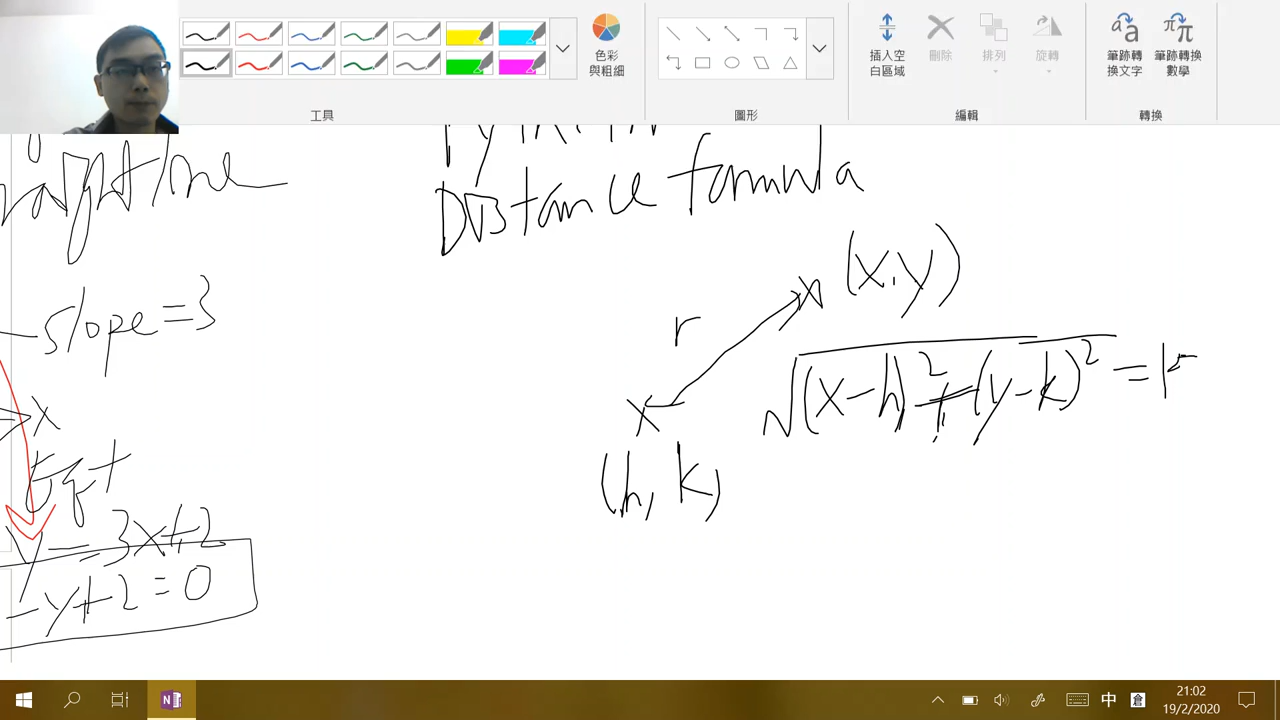 色彩
與粗細
插入空
白區域
刪除
排列
旋轉
筆跡轉
換文字
筆跡轉換
數學
工具
圖形
編輯
轉換
line
slope=3
x
y=3x+2
-y+2=0
Distance formula
(x,y)
r
√(x-h)²+(y-k)²=r
x
(h,k)
中
倉
21:02
19/2/2020